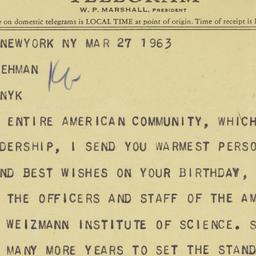 TELEGRAM
W. P. MARSHALL, PRESIDENT
e on domestic telegrams is LOCAL TIME at point of origin. Time of receipt is
NEWYORK NY MAR 27 1963
EHMAN
NYK
ENTIRE AMERICAN COMMUNITY, WHICH
DERSHIP, I SEND YOU WARMEST PERSO
ND BEST WISHES ON YOUR BIRTHDAY,
THE OFFICERS AND STAFF OF THE AM
WEIZMANN INSTITUTE OF SCIENCE. S
MANY MORE YEARS TO SET THE STAND